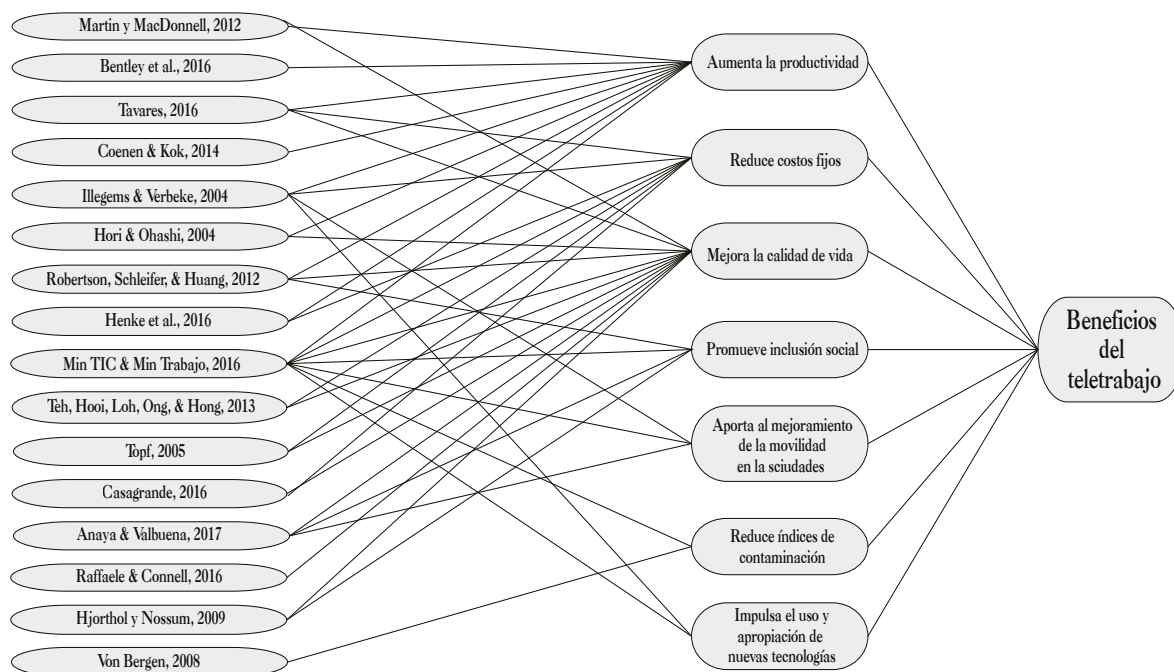 Martin y MacDonnell, 2012
Bentley et al., 2016
Tavares, 2016
Coenen & Kok, 2014
Illegems & Verbeke, 2004
Hori & Ohashi, 2004
Robertson, Schleifer, & Huang, 2012
Henke et al., 2016
Min TIC & Min Trabajo, 2016
Teh, Hooi, Loh, Ong, & Hong, 2013
Topf, 2005
Casagrande, 2016
Anaya & Valbuena, 2017
Raffaele & Connell, 2016
Hjorthol y Nossum, 2009
Von Bergen, 2008
Aumenta la productividad
Reduce costos fijos
Mejora la calidad de vida
Promueve inclusión social
Aporta al mejoramiento
de la movilidad
en la sciudades
Reduce índices de
contaminación
Impulsa el uso y
apropiación de
nuevas tecnologías
Beneficios
del
teletrabajo